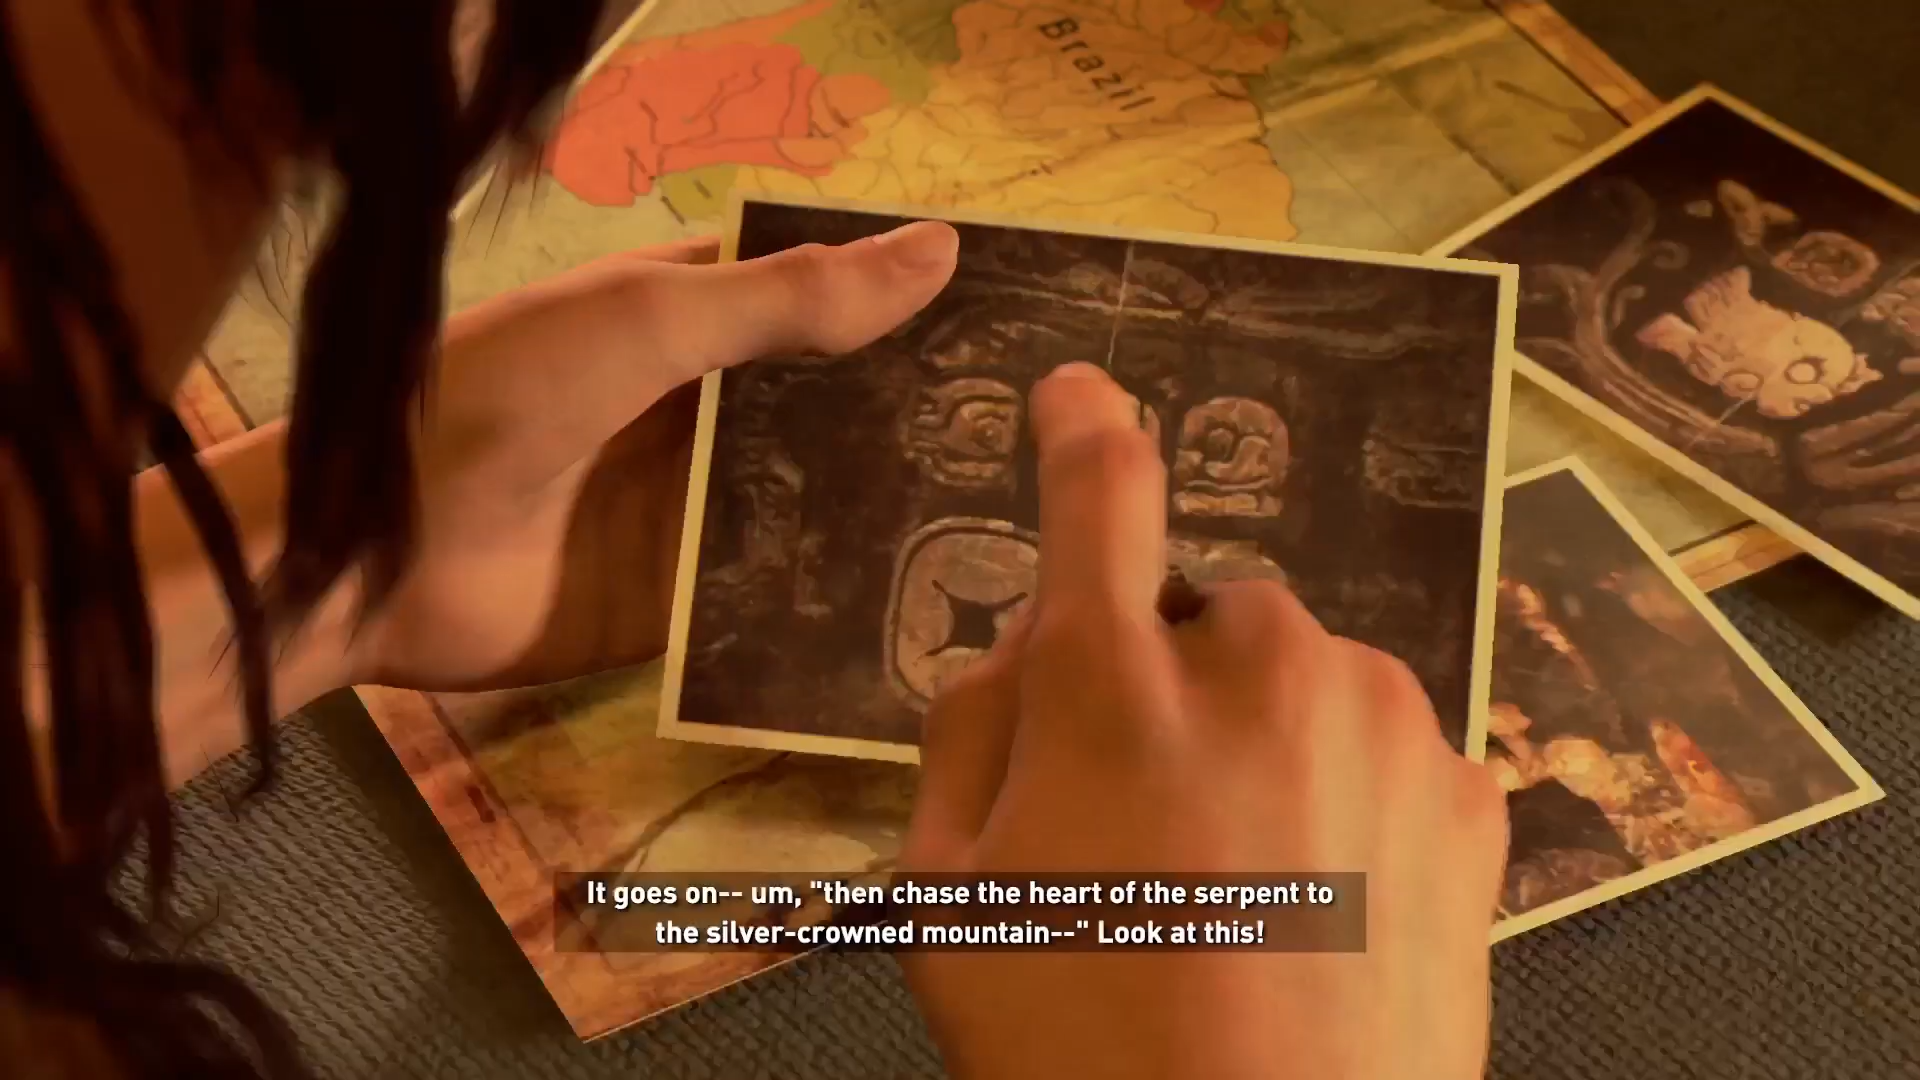 Brazil
It goes on-- um, "then chase the heart of the serpent to
the silver-crowned mountain--" Look at this!